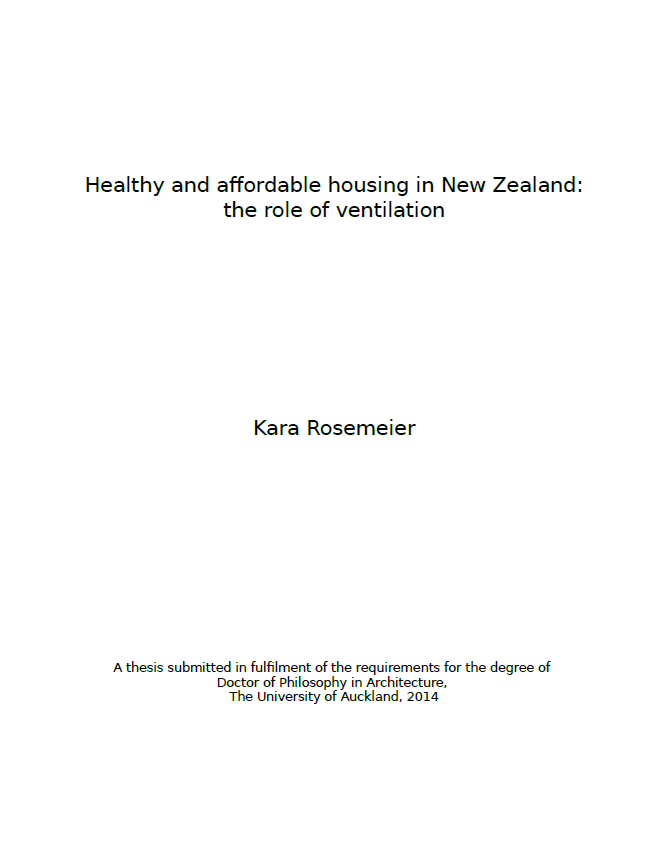 Healthy and affordable housing in New Zealand:
the role of ventilation
Kara Rosemeier
A thesis submitted in fulfilment of the requirements for the degree of
Doctor of Philosophy in Architecture,
The University of Auckland, 2014